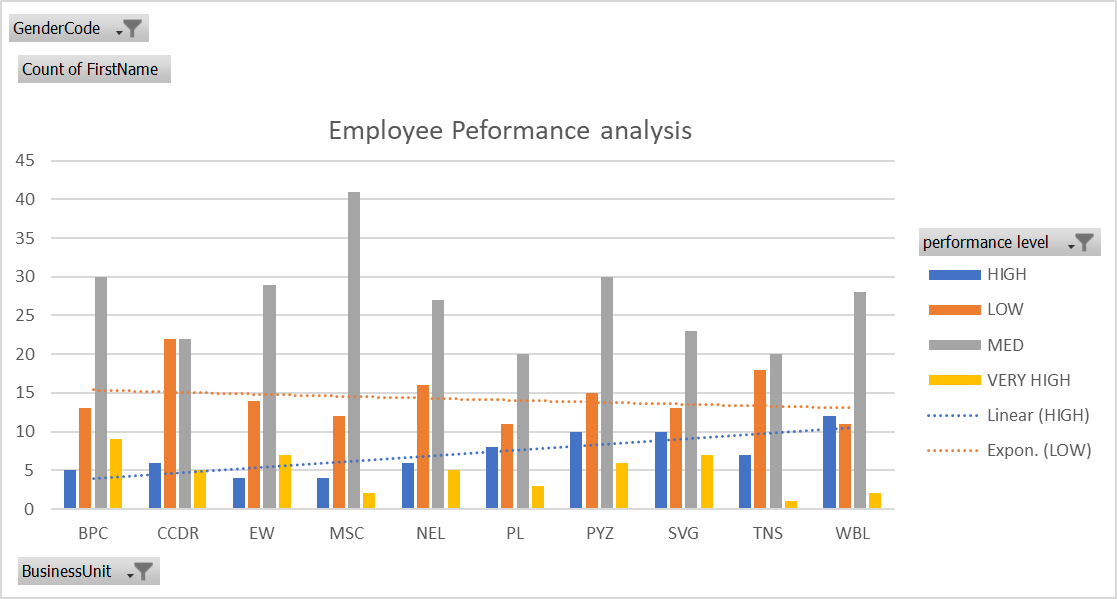 GenderCode
Count of FirstName
Employee Peformance analysis
45
40
35
30
25
20
15
10
5
0
BPC CCDR EW MSC NEL PL PYZ SVG TNS WBL
performance level
HIGH
LOW
MED
VERY HIGH
Linear (HIGH)
Expon. (LOW)
BusinessUnit